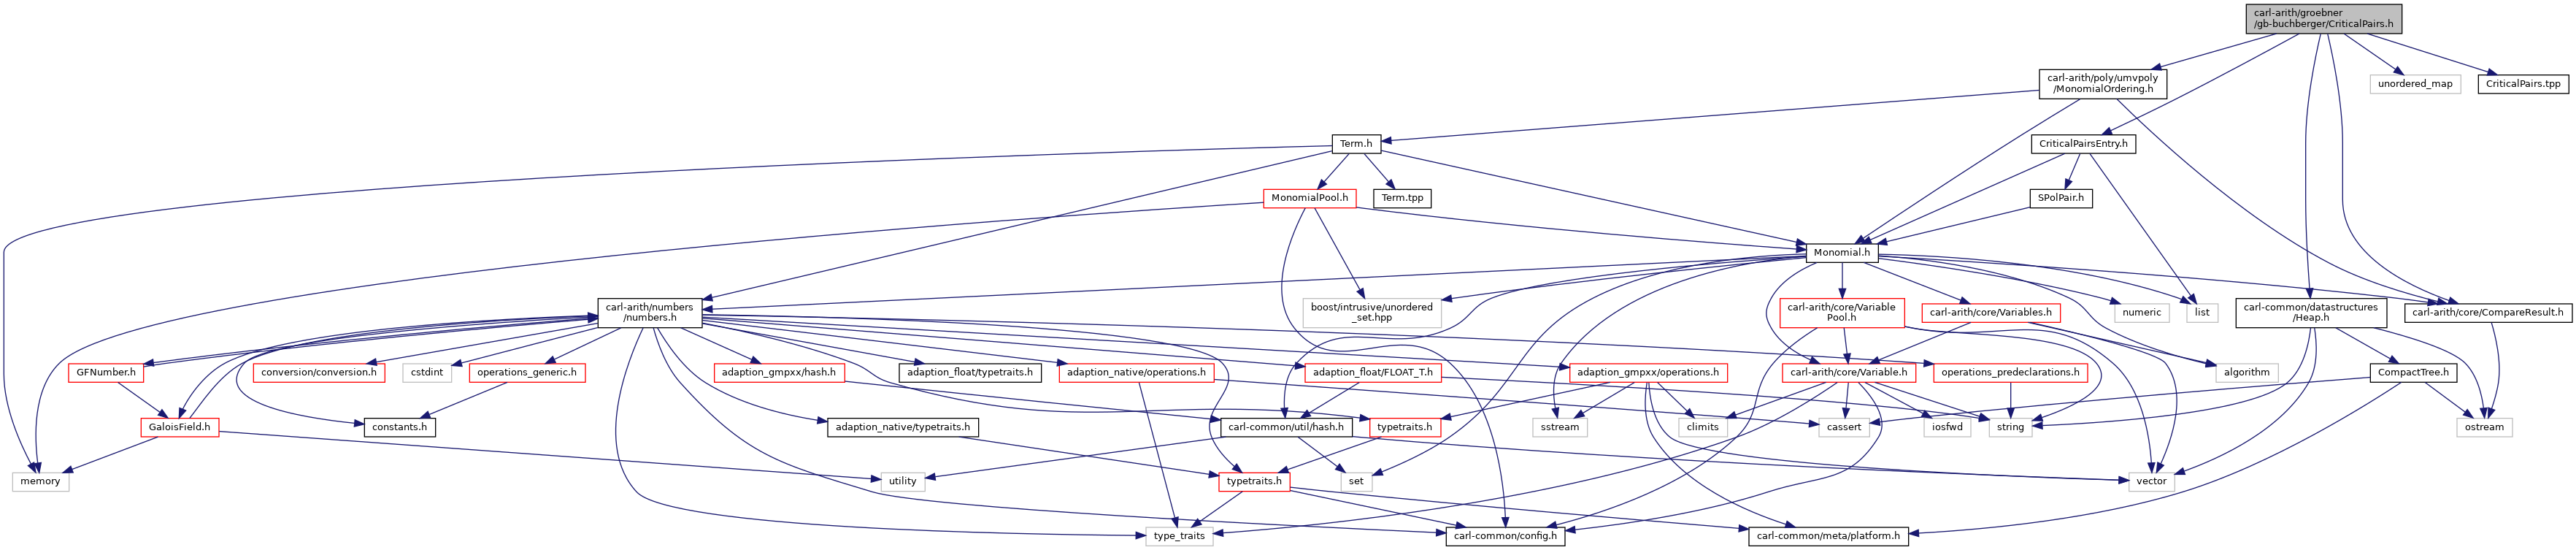 carl-arith/groebner
/gb-buchberger/CriticalPairs.h
carl-arith/poly/umvpoly
/MonomialOrdering.h
unordered_map
CriticalPairs.tpp
Term.h
CriticalPairsEntry.h
MonomialPool.h
Term.tpp
SPolPair.h
Monomial.h
carl-arith/numbers
/numbers.h
boost/intrusive/unordered
_set.hpp
carl-arith/core/Variable
Pool.h
carl-arith/core/Variables.h
numeric
list
carl-common/datastructures
/Heap.h
carl-arith/core/CompareResult.h
GFNumber.h
conversion/conversion.h
cstdint
operations_generic.h
adaption_gmpxx/hash.h
adaption_float/typetraits.h
adaption_native/operations.h
adaption_float/FLOAT_T.h
adaption_gmpxx/operations.h
carl-arith/core/Variable.h
operations_predeclarations.h
algorithm
CompactTree.h
GaloisField.h
constants.h
adaption_native/typetraits.h
carl-common/util/hash.h
typetraits.h
sstream
climits
cassert
iosfwd
string
ostream
memory
utility
typetraits.h
set
vector
type_traits
carl-common/config.h
carl-common/meta/platform.h